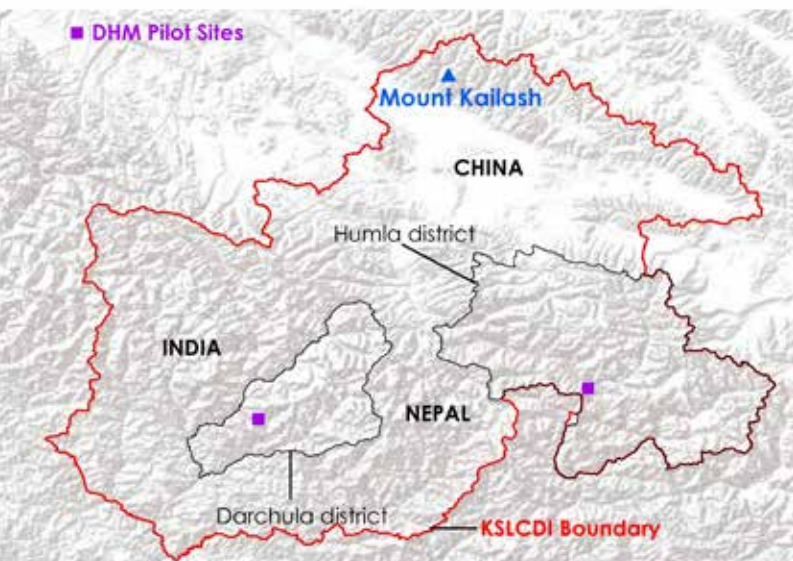 DHM Pilot Sites
Mount Kailash
CHINA
Humla district
INDIA
NEPAL
Darchula district
KSLCDI Boundary